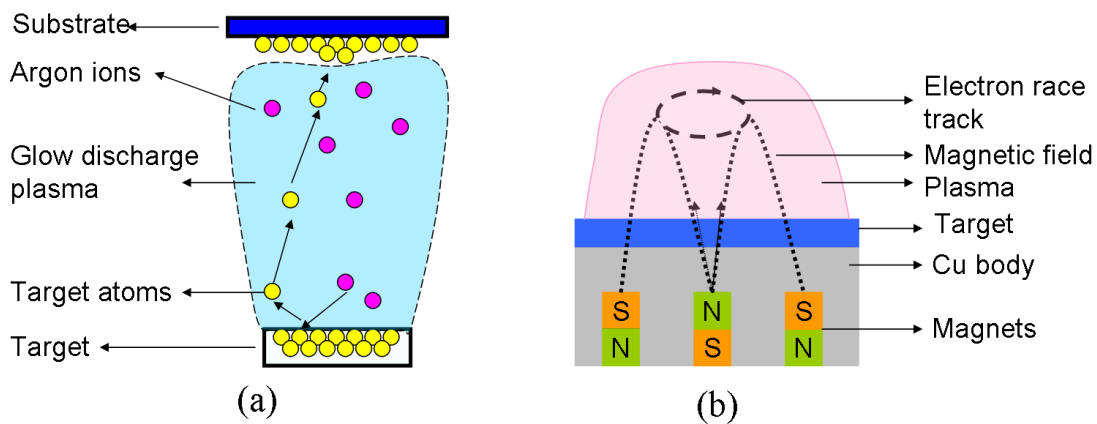 Substrate
Argon ions
Glow discharge
plasma
Target atoms
Target
(a)
Electron race
track
Magnetic field
Plasma
Target
Cu body
Magnets
S N S
N S N
(b)